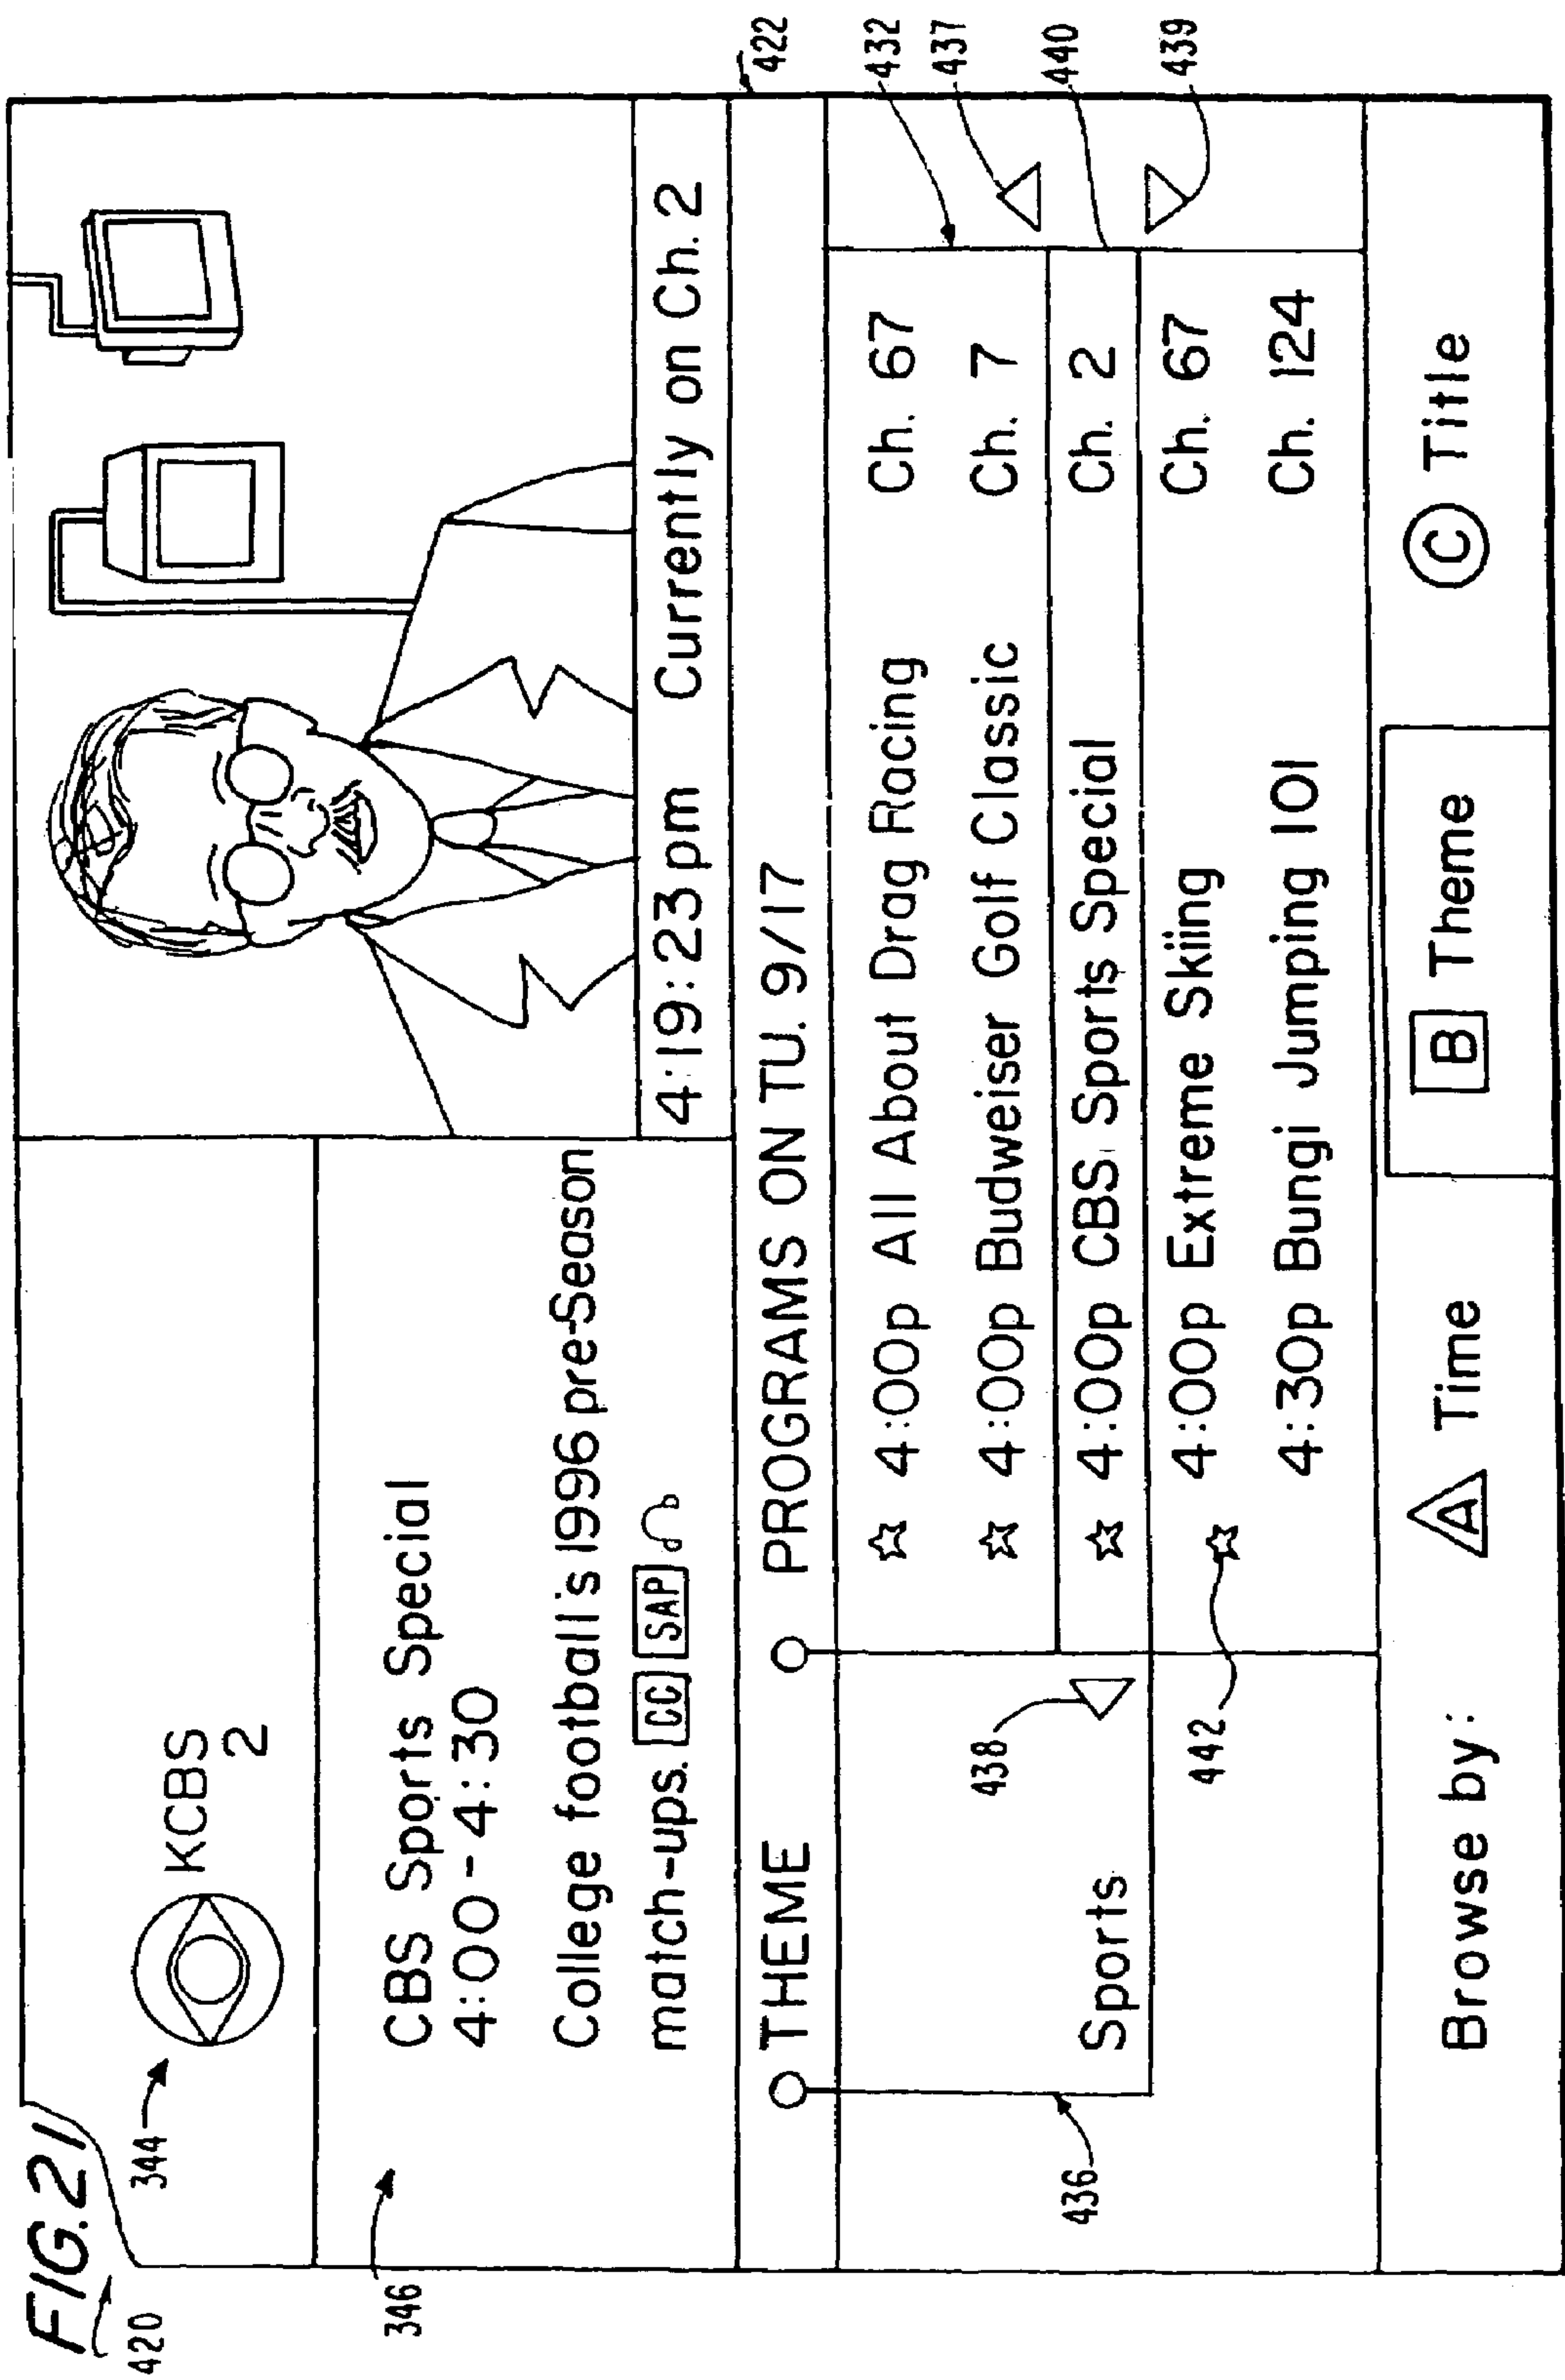 FIG.21
420
344
KCBS
2
346
CBS Sports Special
4:00-4:30
College football's 1996 pre-Season
match-ups. CC SAP
4:19:23pm Currently on Ch. 2
422
THEME
PROGRAMS ON TU. 9/17
4:00p All About Drag Racing Ch. 67
432
4:00p Budweiser Golf Classic Ch. 7
437
438
Sports
4:00p CBS Sports Special Ch. 2
440
436
4:00p Extreme Skiing Ch. 67
439
442
4:30p Bungi Jumping 101 Ch. 124
Browse by: A Time B Theme C Title